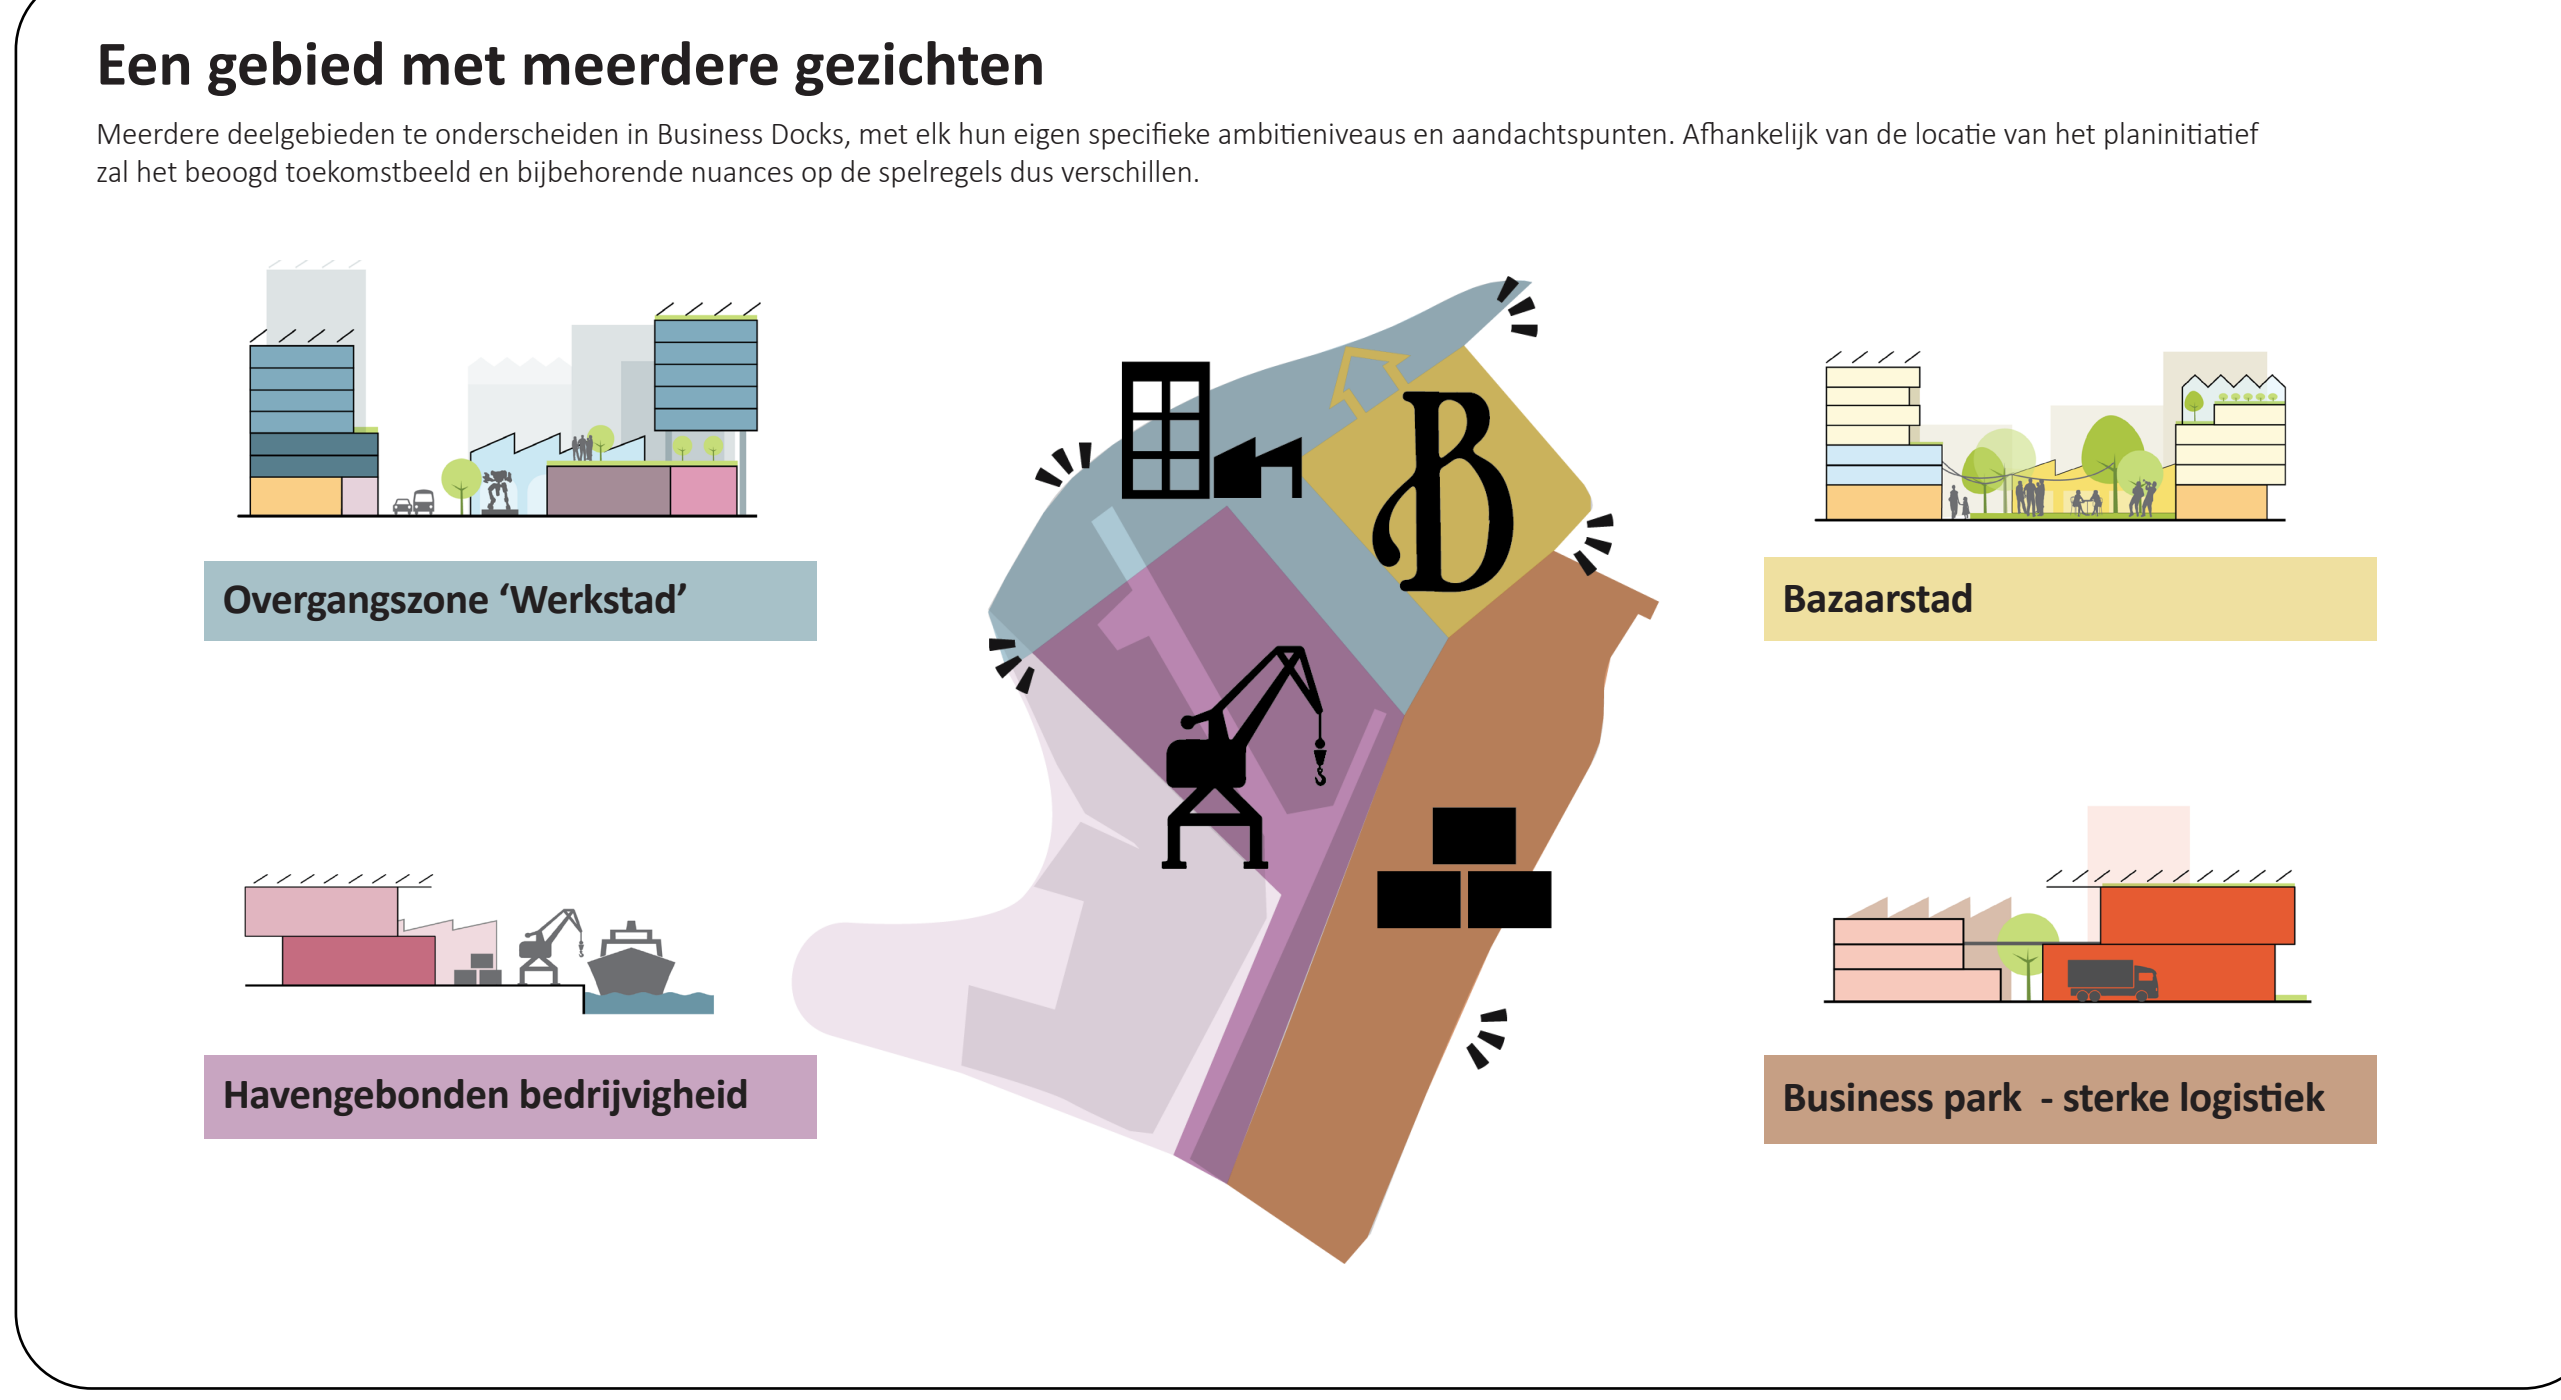 Een gebied met meerdere gezichten
Meerdere deelgebieden te onderscheiden in Business Docks, met elk hun eigen specifieke ambitieniveaus en aandachtspunten. Afhankelijk van de locatie van het planinitiatief
zal het beoogd toekomstbeeld en bijbehorende nuances op de spelregels dus verschillen.
B
Overgangszone ‘Werkstad’
Bazaarstad
Havengebonden bedrijvigheid
Business park - sterke logistiek